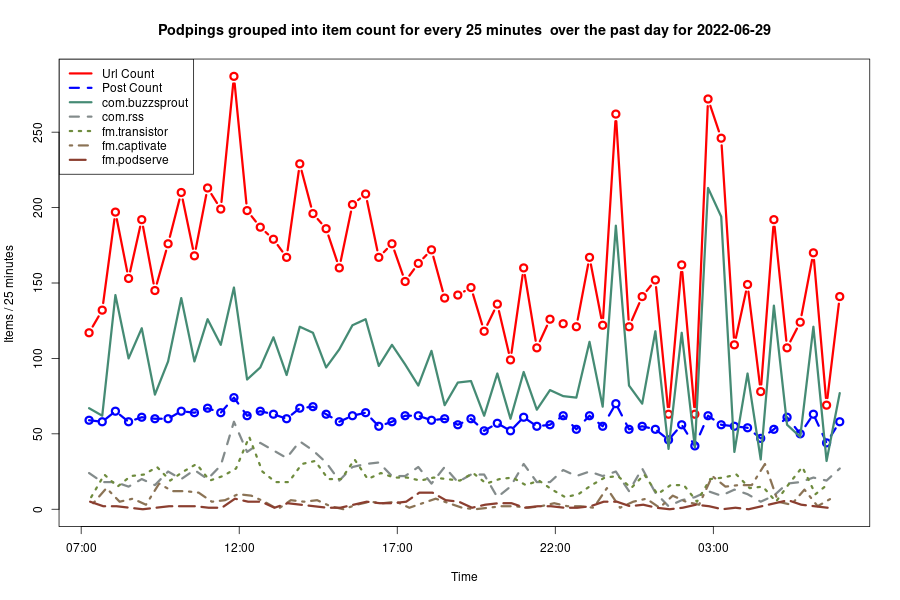 Podpings grouped into item count for every 25 minutes  over the past day for 2022-06-29
Url Count
Post Count
com.buzzsprout
com.rss
fm.transistor
fm.captivate
fm.podserve
Items / 25 minutes
250
200
150
100
50
0
07:00 12:00 17:00 22:00 03:00
Time